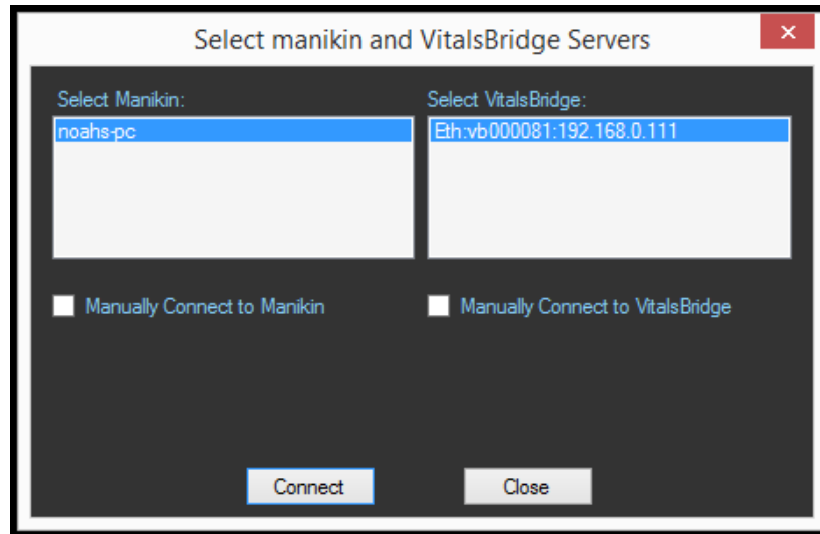 Select manikin and VitalsBridge Servers
Select Manikin:
Select VitalsBridge:
noahs-pc
Eth:vb000081:192.168.0.111
Manually Connect to Manikin
Manually Connect to VitalsBridge
Connect
Close